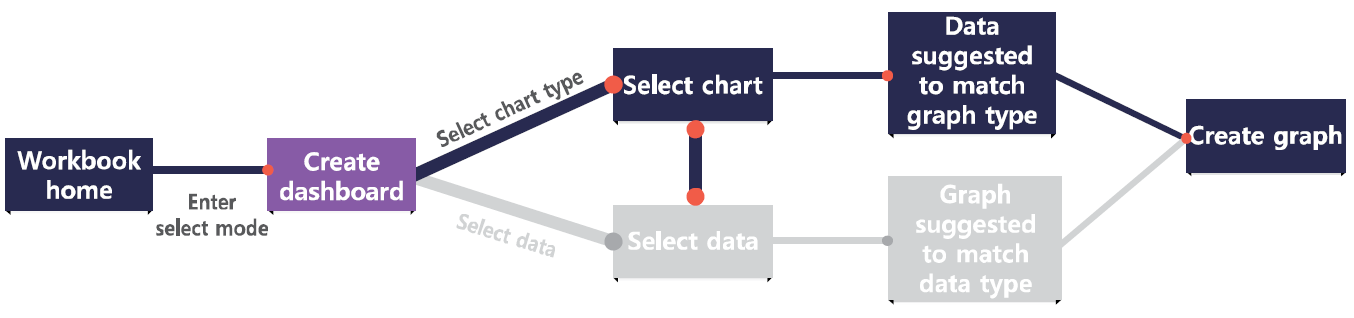 Workbook
home
Enter
select mode
Create
dashboard
Select chart type
Select data
Select chart
Select data
Data
suggested
to match
graph type
Graph
suggested
to match
data type
Create graph